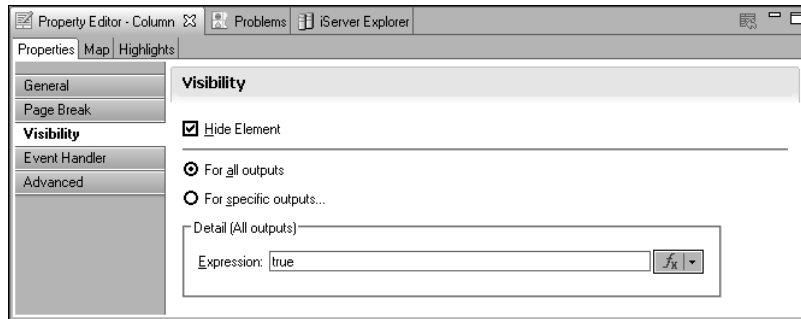 Property Editor - Column
Problems
iServer Explorer
Properties
Map
Highlights
General
Page Break
Visibility
Event Handler
Advanced
Visibility
Hide Element
For all outputs
For specific outputs...
Detail (All outputs)
Expression: true
fx